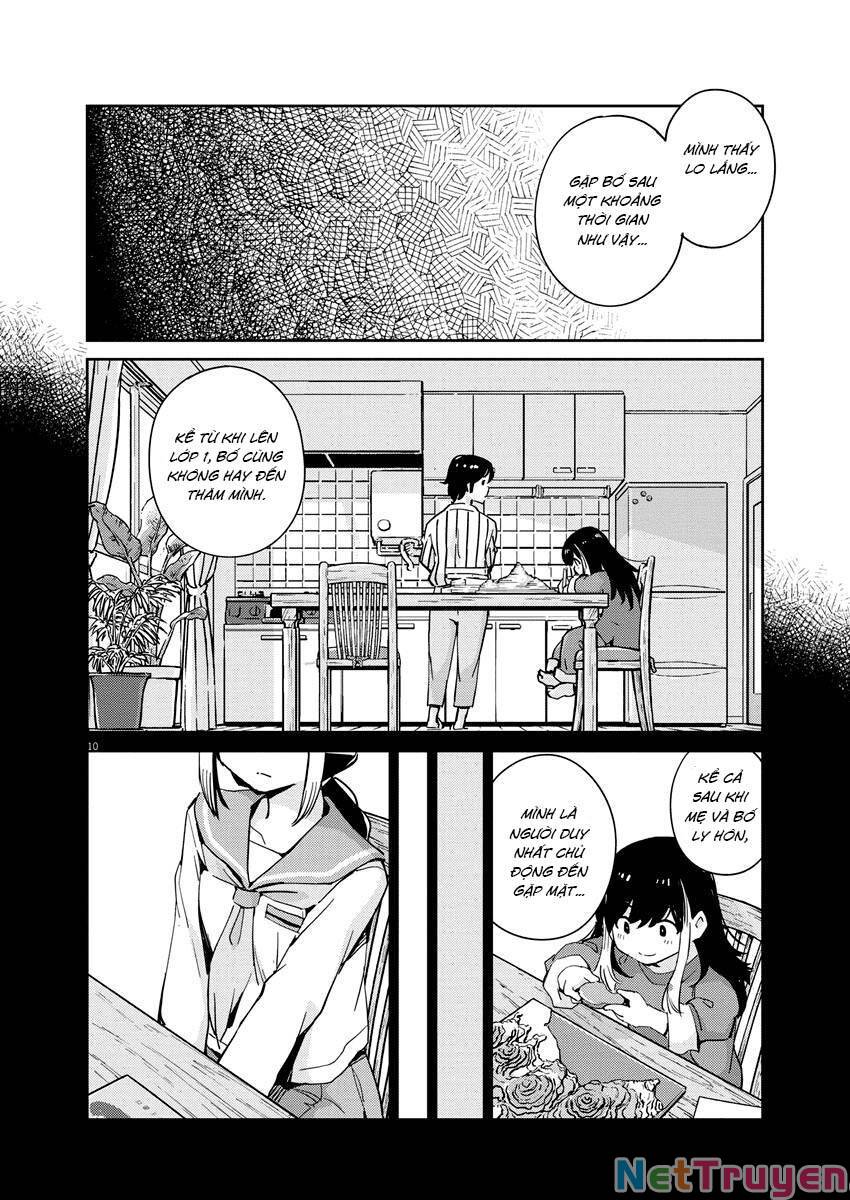 MÌNH THẤY
LO LẮNG...
GẶP BỐ SAU
MỘT KHOẢNG
THỜI GIAN
NHƯ VẬY...
KỂ TỪ KHI LÊN
LỚP 1, BỐ CŨNG
KHÔNG HAY ĐẾN
THĂM MÌNH.
10
KỂ CẢ
SAU KHI
MẸ VÀ BỐ
LY HÔN,
MÌNH LÀ
NGƯỜI DUY
NHẤT CHỦ
ĐỘNG ĐẾN
GẶP MẶT...
NetTruyen